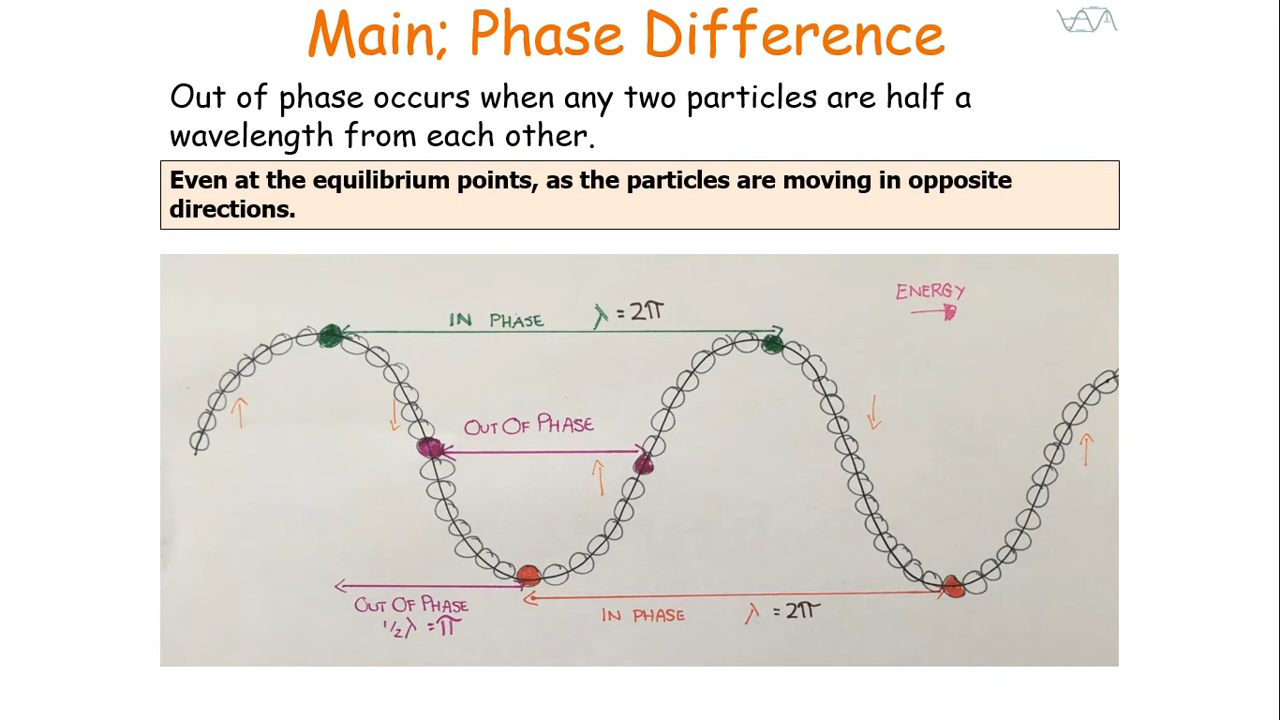 Main; Phase Difference
Out of phase occurs when any two particles are half a
wavelength from each other.
Even at the equilibrium points, as the particles are moving in opposite
directions.
ENERGY
IN PHASE λ = 2π
OUT OF PHASE
OUT OF PHASE
1/2 λ = π
IN PHASE λ = 2π